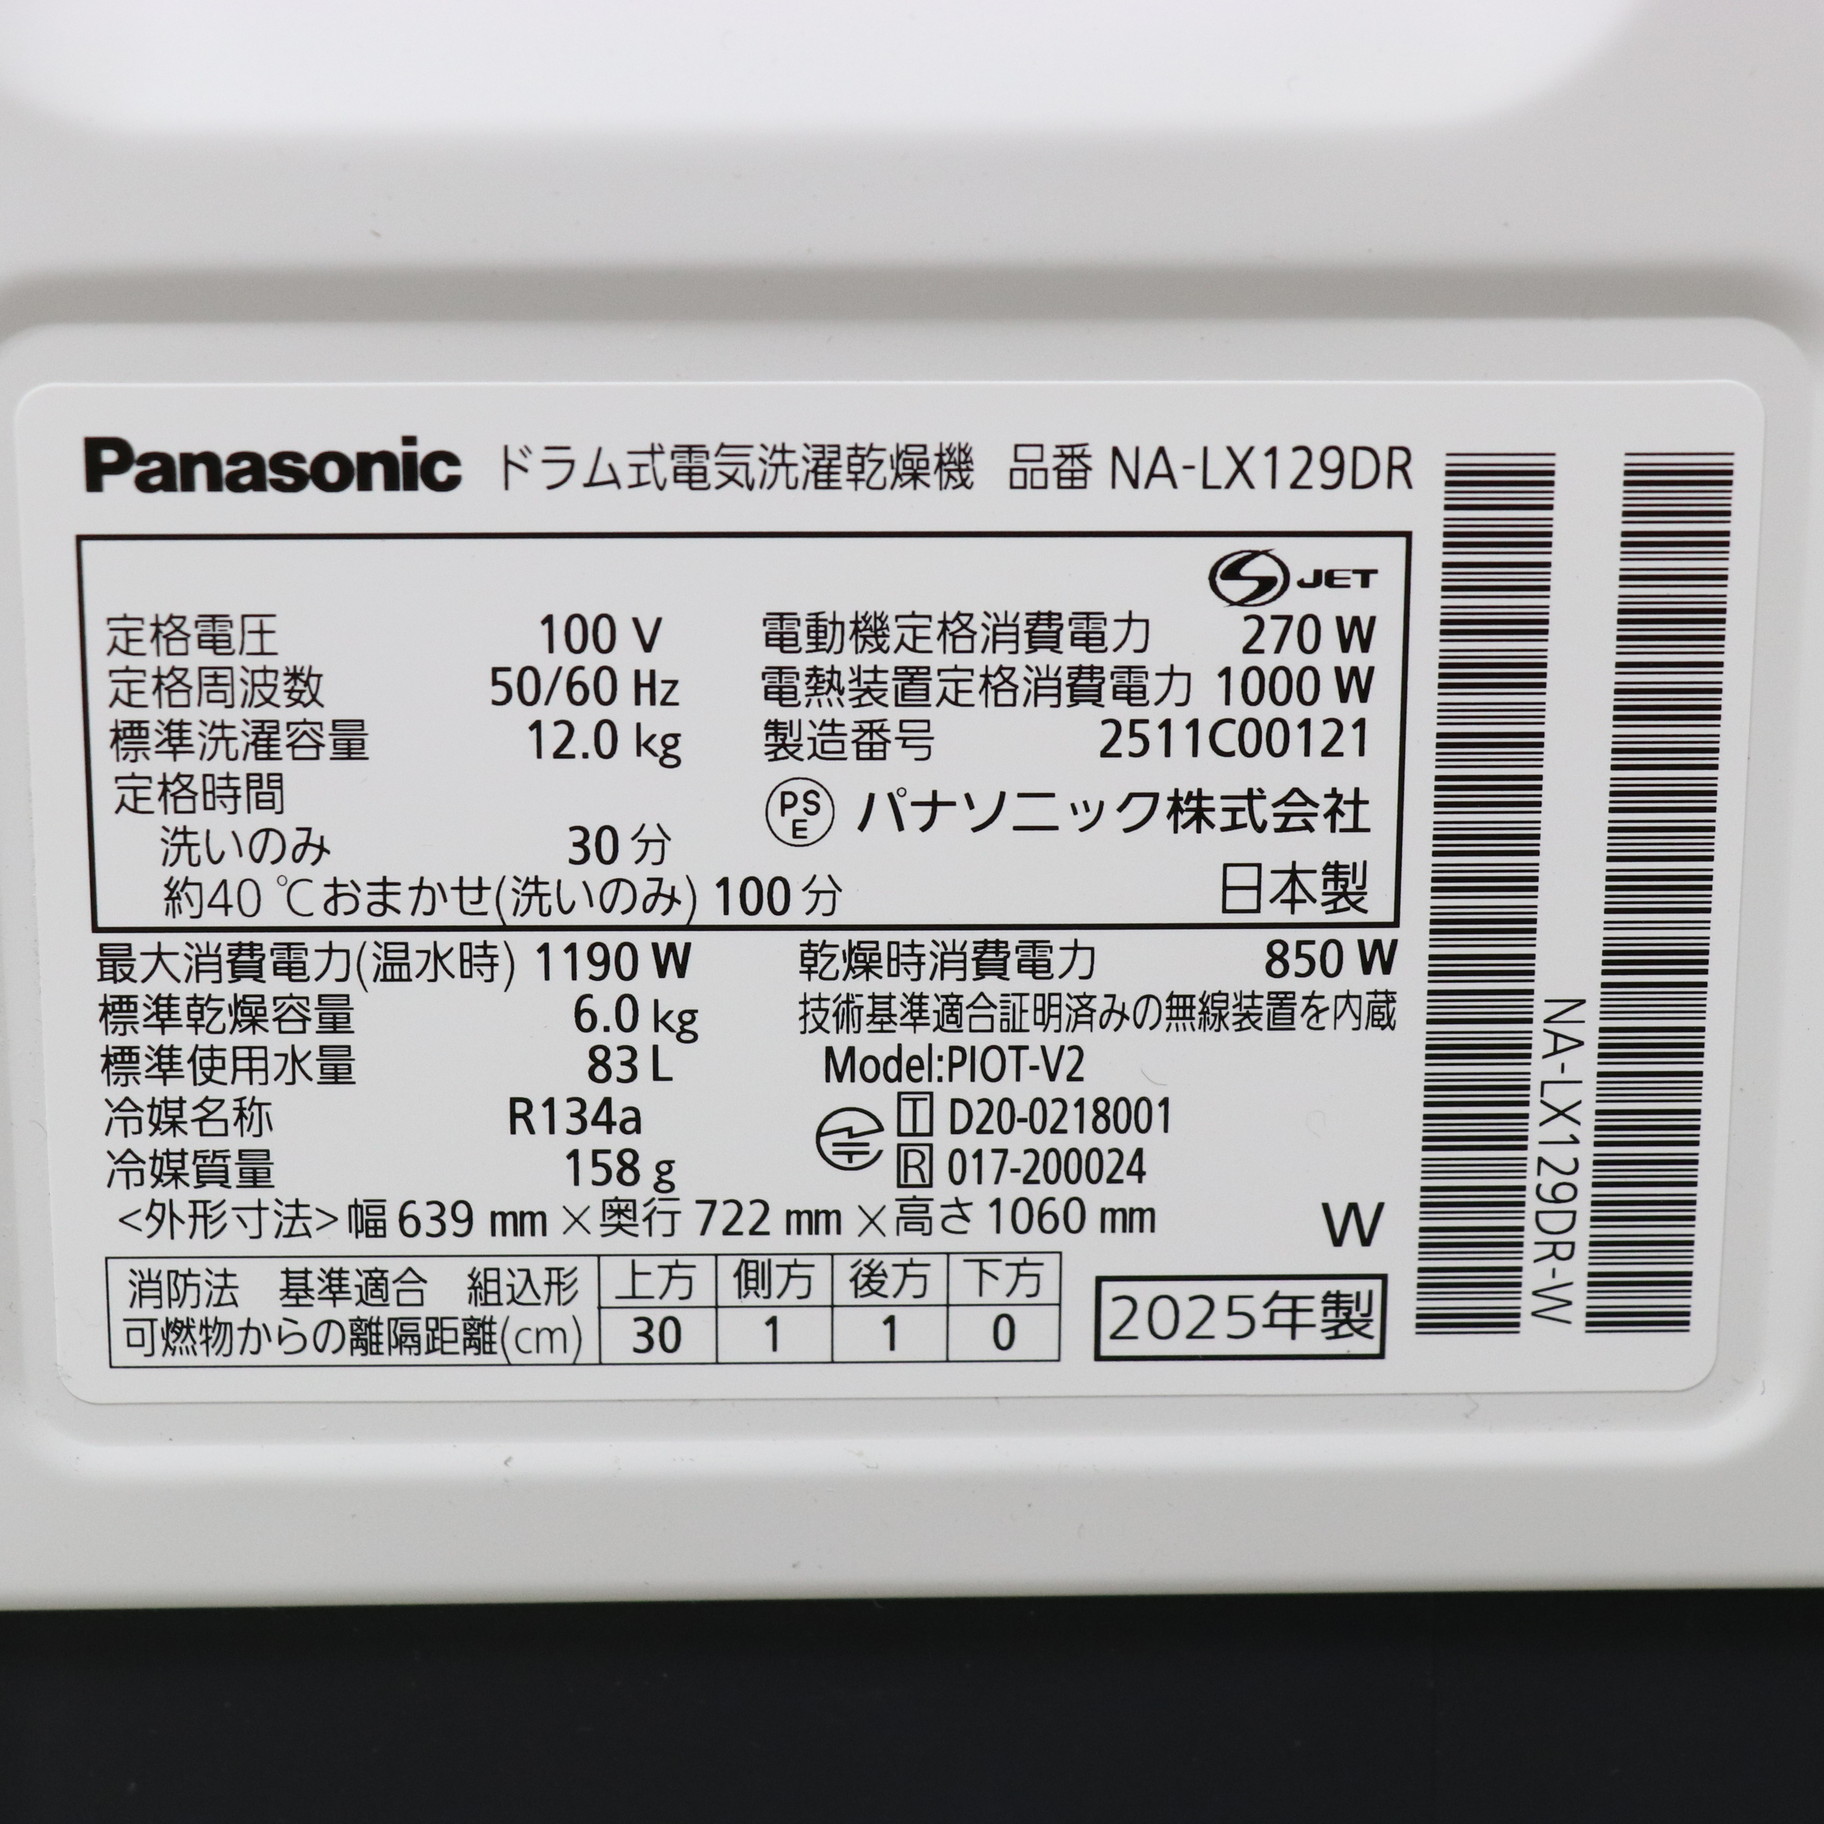 Panasonic ドラム式電気洗濯乾燥機 品番 NA-LX129DR
JET
定格電圧 100 V 電動機定格消費電力 270 W
定格周波数 50/60 Hz 電熱装置定格消費電力 1000 W
標準洗濯容量 12.0 kg 製造番号 2511C00121
定格時間
PS E パナソニック株式会社
洗いのみ 30 分
約40℃おまかせ(洗いのみ) 100 分 日本製
最大消費電力(温水時) 1190 W 乾燥時消費電力 850 W
標準乾燥容量 6.0 kg 技術基準適合証明済みの無線装置を内蔵
標準使用水量 83 L Model:PIOT-V2
冷媒名称 R134a T D20-0218001
冷媒質量 158 g R 017-200024
<外形寸法> 幅 639 mm × 奥行 722 mm × 高さ 1060 mm W
消防法 基準適合 組込形 上方 側方 後方 下方
可燃物からの離隔距離(cm) 30 1 1 0
2025年製
NA-LX129DR-W